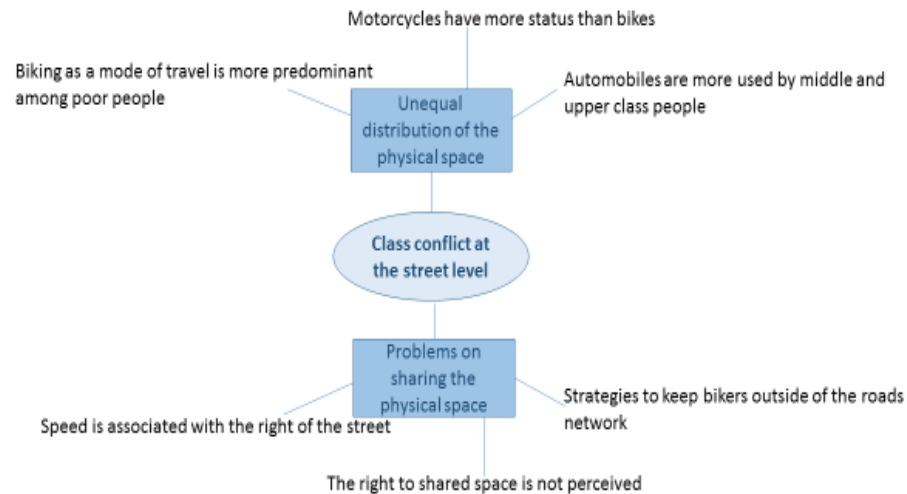 Motorcycles have more status than bikes
Biking as a mode of travel is more predominant
among poor people
Automobiles are more used by middle and
upper class people
Unequal
distribution of the
physical space
Class conflict at
the street level
Problems on
sharing the
physical space
Strategies to keep bikers outside of the roads
network
Speed is associated with the right of the street
The right to shared space is not perceived